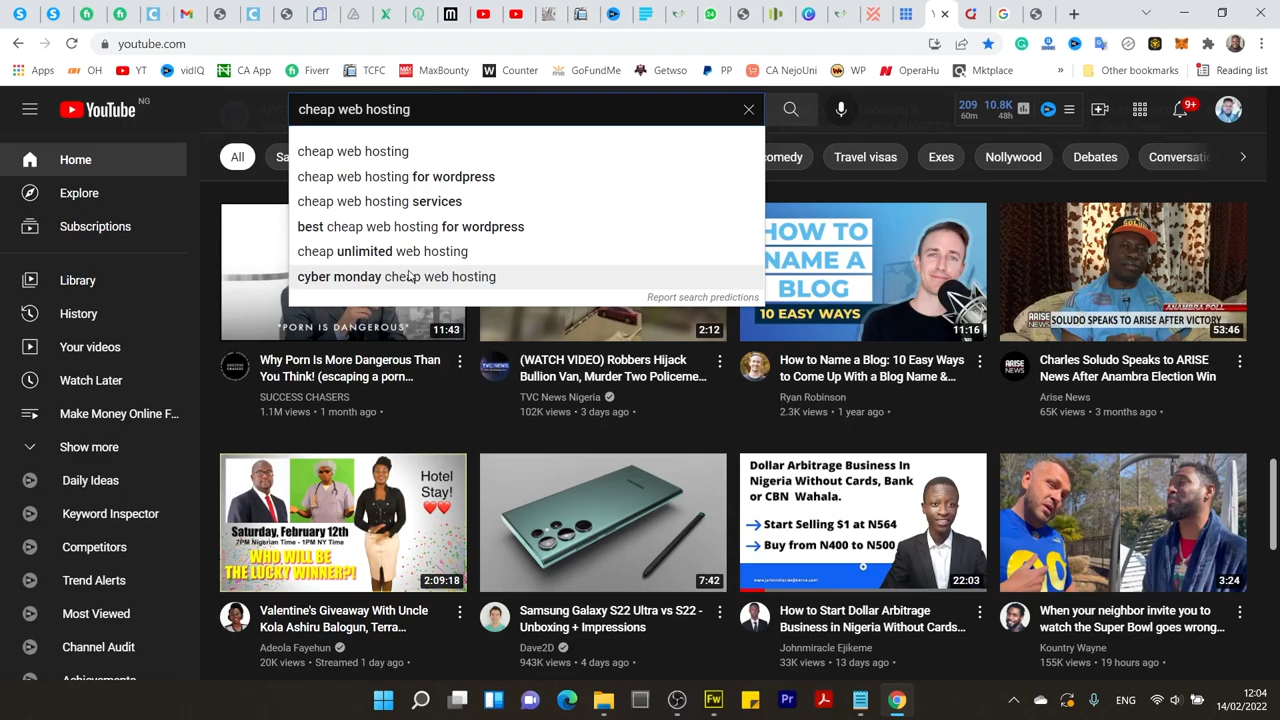 youtube.com
Apps
OH
YT
vidIQ
CA App
Fiverr
TCFC
MaxBounty
Counter
GoFundMe
Getwso
PP
CA NejoUni
WP
OperaHu
Mktplace
»
Other bookmarks
Reading list
YouTube NG
cheap web hosting
209 10.8K
60m 48h
9+
cheap web hosting
cheap web hosting for wordpress
cheap web hosting services
best cheap web hosting for wordpress
cheap unlimited web hosting
cyber monday cheap web hosting
Report search predictions
All
Sa
omedy
Travel visas
Exes
Nollywood
Debates
Conversatio
Home
Explore
Subscriptions
Library
History
Your videos
Watch Later
Make Money Online F...
Show more
Daily Ideas
Keyword Inspector
Competitors
Trend Alerts
Most Viewed
Channel Audit
Achievements
"PORN IS DANGEROUS"
11:43
Why Porn Is More Dangerous Than
You Think! (escaping a porn...
SUCCESS CHASERS
1.1M views • 1 month ago •
2:12
(WATCH VIDEO) Robbers Hijack
Bullion Van, Murder Two Policeme...
TVC News Nigeria
102K views • 3 days ago •
HOW TO
NAME A
BLOG
10 EASY WAYS
11:16
How to Name a Blog: 10 Easy Ways
to Come Up With a Blog Name &...
Ryan Robinson
2.3K views • 1 year ago •
ANAMBRA POLL
ARISE NEWS
SOLUDO SPEAKS TO ARISE AFTER VICTORY
53:46
Charles Soludo Speaks to ARISE
News After Anambra Election Win
Arise News
65K views • 3 months ago •
Hotel
Stay!
Saturday, February 12th
7PM Nigerian Time - 1PM NY Time
WHO WILL BE
THE LUCKY WINNER?!
2:09:18
Valentine's Giveaway With Uncle
Kola Ashiru Balogun, Terra...
Adeola Fayehun
20K views • Streamed 1 day ago •
7:42
Samsung Galaxy S22 Ultra vs S22 -
Unboxing + Impressions
Dave2D
943K views • 4 days ago •
Dollar Arbitrage Business In
Nigeria Without Cards, Bank
or CBN Wahala.
Start Selling $1 at N564
Buy from N400 to N500
22:03
How to Start Dollar Arbitrage
Business in Nigeria Without Cards...
Johnmiracle Ejikeme
33K views • 13 days ago •
3:24
When your neighbor invite you to
watch the Super Bowl goes wrong...
Kountry Wayne
155K views • 19 hours ago •
ENG
12:04
14/02/2022